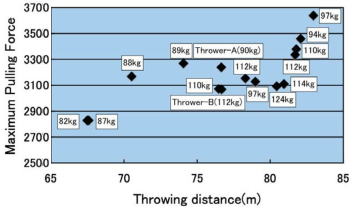 Maximum Pulling Force
3700
3500
3300
3100
2900
2700
2500
97kg
94kg
89kg
Thrower-A(90kg)
110kg
88kg
112kg
112kg
110kg
114kg
Thrower-B(112kg)
97kg
124kg
82kg
87kg
65
70
75
80
85
Throwing distance(m)